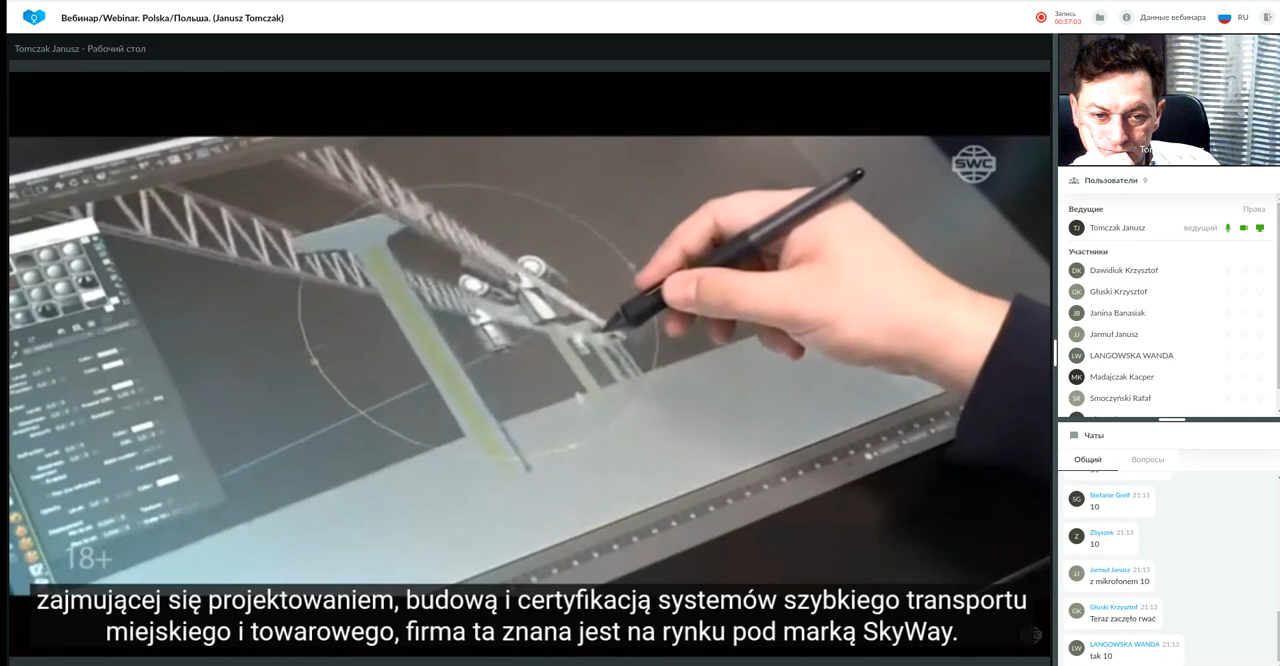 Вебинар/Webinar. Polska/Польша. (Janusz Tomczak)
Запись
00:57:03
Данные вебинара
RU
Tomczak Janusz - Рабочий стол
SWC
18+
zajmującej się projektowaniem, budową i certyfikacją systemów szybkiego transportu
miejskiego i towarowego, firma ta znana jest na rynku pod marką SkyWay.
Пользователи 9
Ведущие Права
TJ Tomczak Janusz ведущий
Участники
DK Dawidiuk Krzysztof
GK Głuski Krzysztof
JB Janina Banasiak
JJ Jarmuł Janusz
LW LANGOWSKA WANDA
MK Madajczak Kacper
SR Smoczyński Rafał
Чаты
Общий Вопросы
SG Stefanie Greif 21:13
10
Z Zbyszek 21:13
10
JJ Jarmuł Janusz 21:13
z mikrofonem 10
GK Głuski Krzysztof 21:13
Teraz zaczęło rwać
LW LANGOWSKA WANDA 21:13
tak 10